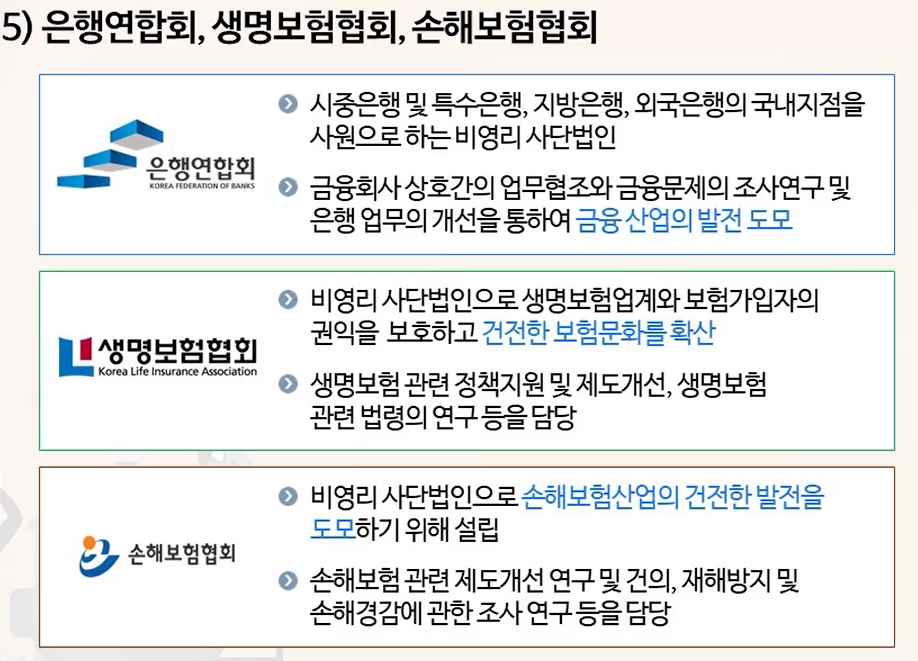 5) 은행연합회, 생명보험협회, 손해보험협회
은행연합회
KOREA FEDERATION OF BANKS
시중은행 및 특수은행, 지방은행, 외국은행의 국내지점을
사원으로 하는 비영리 사단법인
금융회사 상호간의 업무협조와 금융문제의 조사연구 및
은행 업무의 개선을 통하여 금융 산업의 발전 도모
생명보험협회
Korea Life Insurance Association
비영리 사단법인으로 생명보험업계와 보험가입자의
권익을 보호하고 건전한 보험문화를 확산
생명보험 관련 정책지원 및 제도개선, 생명보험
관련 법령의 연구 등을 담당
손해보험협회
비영리 사단법인으로 손해보험산업의 건전한 발전을
도모하기 위해 설립
손해보험 관련 제도개선 연구 및 건의, 재해방지 및
손해경감에 관한 조사 연구 등을 담당